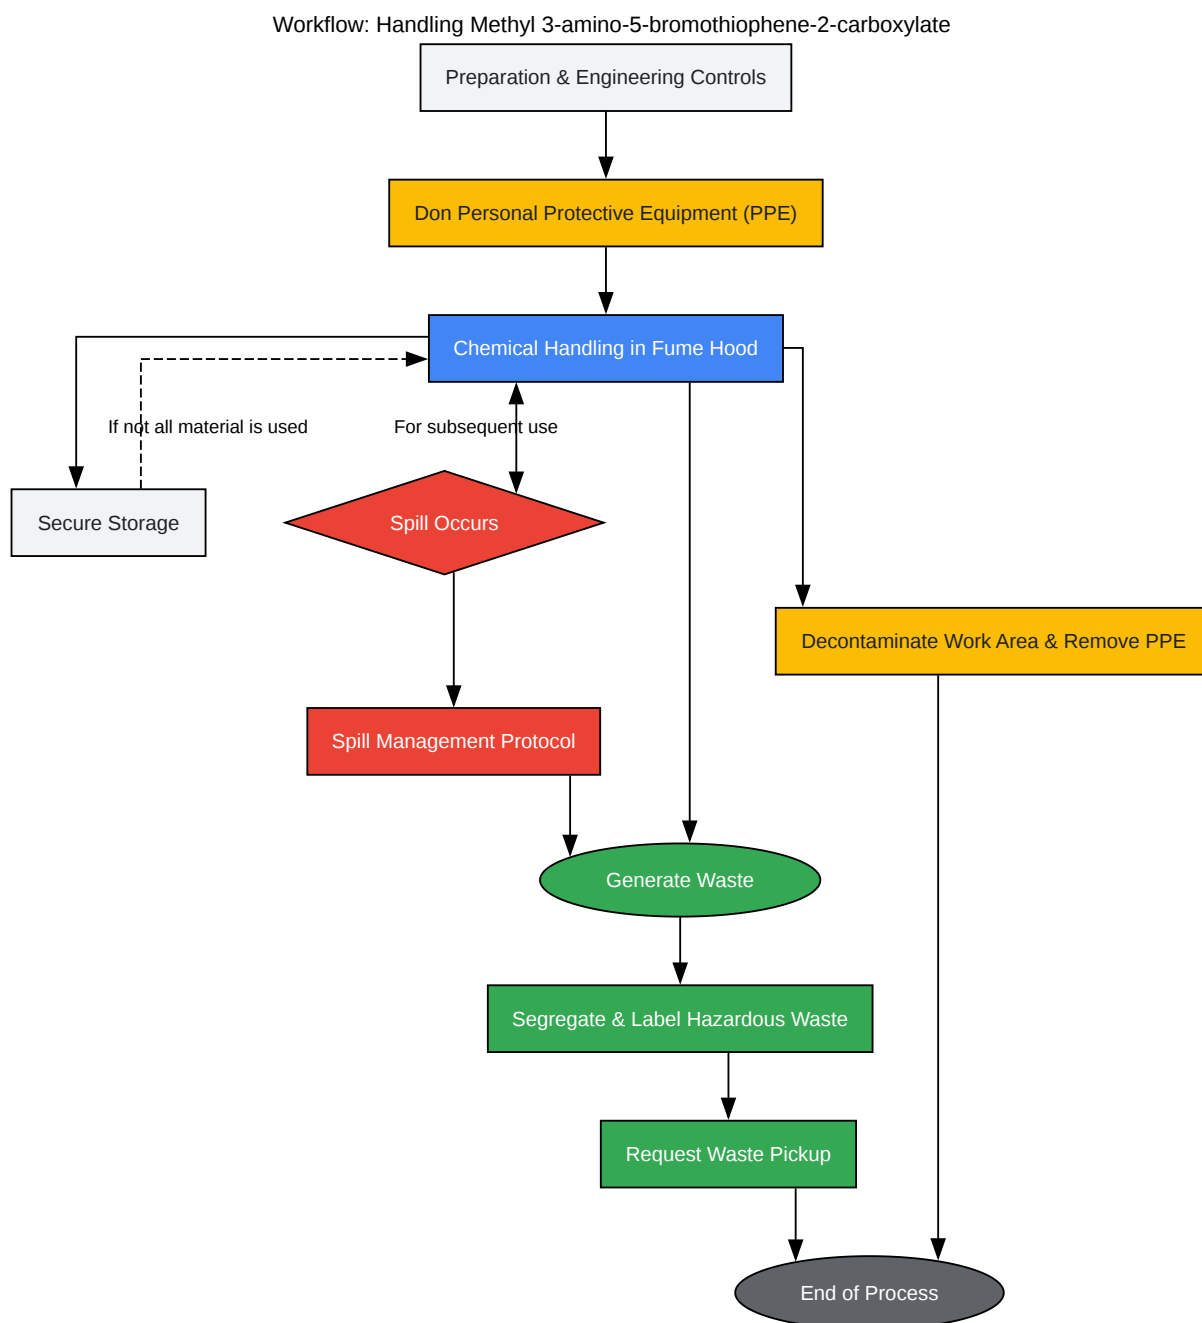 Workflow: Handling Methyl 3-amino-5-bromothiophene-2-carboxylate
Preparation & Engineering Controls
Don Personal Protective Equipment (PPE)
Chemical Handling in Fume Hood
If not all material is used
For subsequent use
Secure Storage
Spill Occurs
Decontaminate Work Area & Remove PPE
Spill Management Protocol
Generate Waste
Segregate & Label Hazardous Waste
Request Waste Pickup
End of Process